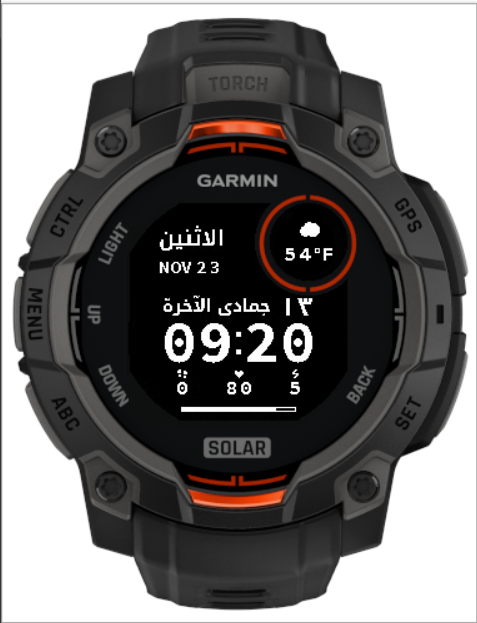 TORCH
GARMIN
CTRL
GPS
LIGHT
الاثنين
54°F
NOV 23
١٣ جمادى الآخرة
MENU
UP
09:20
0 80 5
DOWN
BACK
ABC
SET
SOLAR